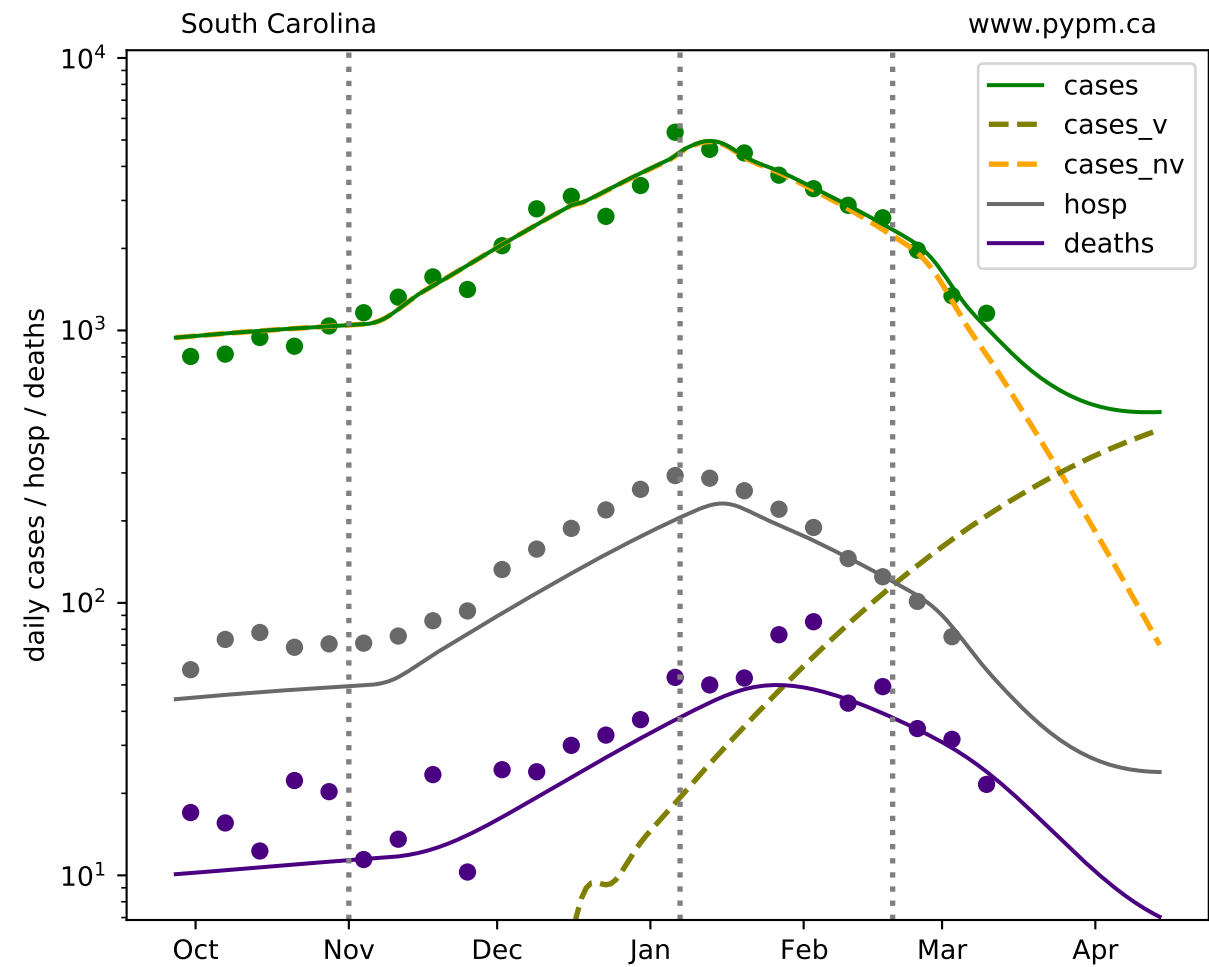 South Carolina
www.pypm.ca
daily cases / hosp / deaths
10⁴
10³
10²
10¹
cases
cases_v
cases_nv
hosp
deaths
Oct
Nov
Dec
Jan
Feb
Mar
Apr